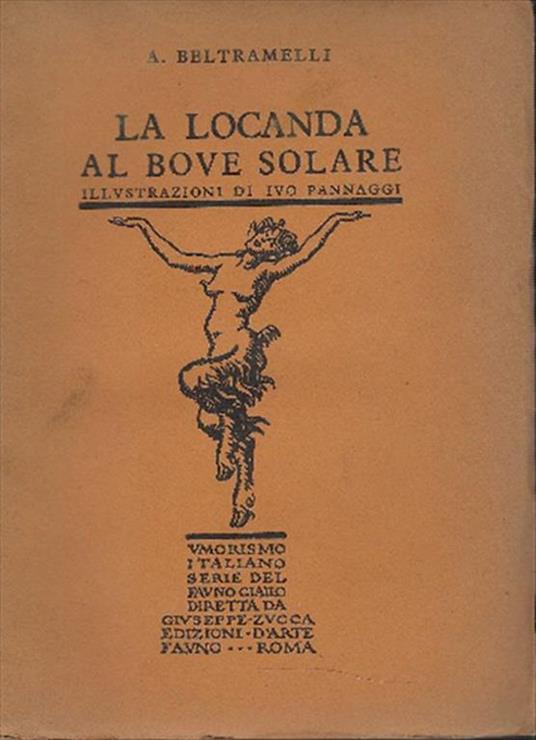 A. BELTRAMELLI
LA LOCANDA
AL BOVE SOLARE
ILLVSTRAZIONI DI IVO PANNAGGI
VMORISMO
ITALIANO
SERIE DEL
FAVNO GIALLO
DIRETTA DA
GIVSEPPE·ZVCCA
EDIZIONI·D'ARTE
FAVNO···ROMA